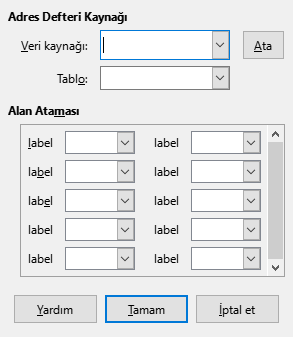 Adres Defteri Kaynağı
Veri kaynağı: Ata
Tablo:
Alan Ataması
label label
label label
label label
label label
label label
Yardım Tamam İptal et